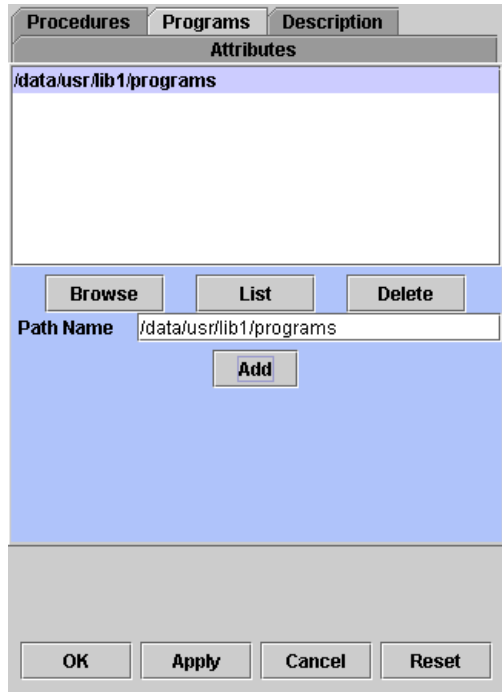 Procedures Programs Description
Attributes
/data/usr/lib1/programs
Browse List Delete
Path Name /data/usr/lib1/programs
Add
OK Apply Cancel Reset